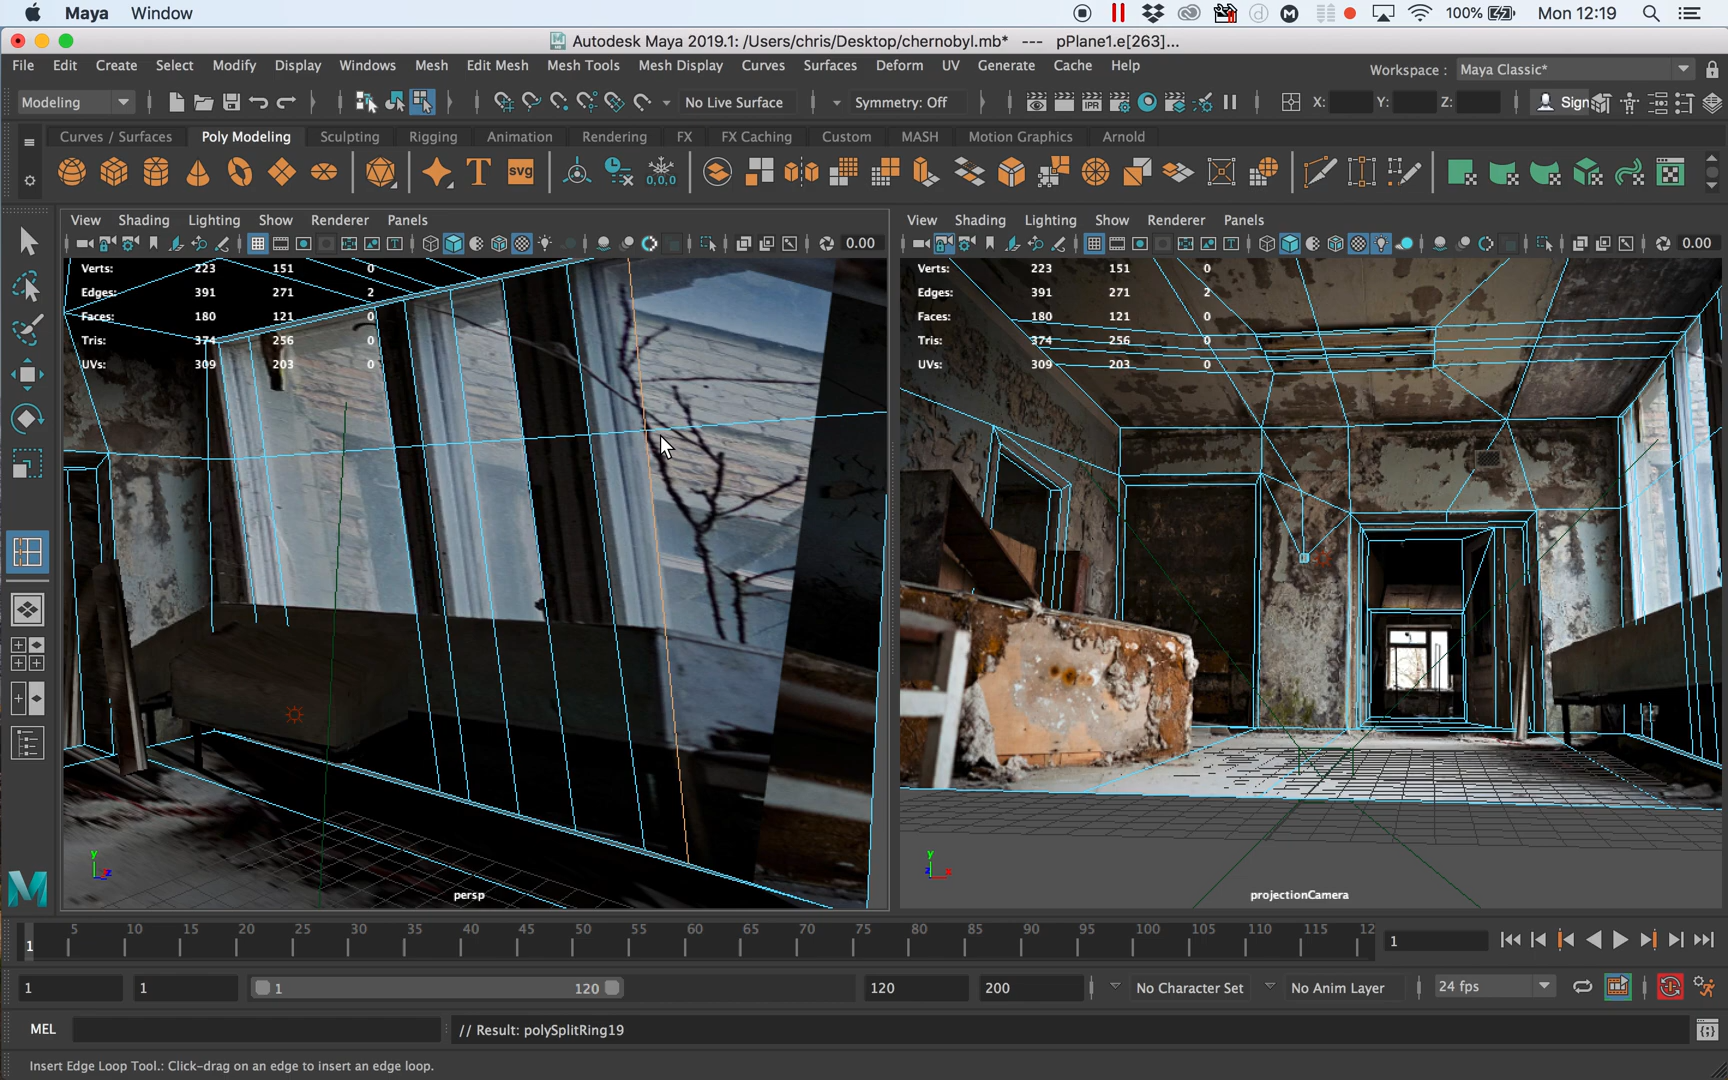 Maya Window 100% Mon 12:19
Autodesk Maya 2019.1: /Users/chris/Desktop/chernobyl.mb* --- pPlane1.e[263]...
File Edit Create Select Modify Display Windows Mesh Edit Mesh Mesh Tools Mesh Display Curves Surfaces Deform UV Generate Cache Help Workspace : Maya Classic*
Modeling No Live Surface Symmetry: Off IPR X: Y: Z: Sign
Curves / Surfaces Poly Modeling Sculpting Rigging Animation Rendering FX FX Caching Custom MASH Motion Graphics Arnold
T SVG 0,0,0
View Shading Lighting Show Renderer Panels View Shading Lighting Show Renderer Panels
0.00 0.00
Verts: 223 151 0 Verts: 223 151 0
Edges: 391 271 2 Edges: 391 271 2
Faces: 180 121 0 Faces: 180 121 0
Tris: 374 256 0 Tris: 374 256 0
UVs: 309 203 0 UVs: 309 203 0
y z y z x
persp projectionCamera
5 10 15 20 25 30 35 40 45 50 55 60 65 70 75 80 85 90 95 100 105 110 115 12
1 1
1 1 1 120 120 200 No Character Set No Anim Layer 24 fps
MEL // Result: polySplitRing19
Insert Edge Loop Tool.: Click-drag on an edge to insert an edge loop.